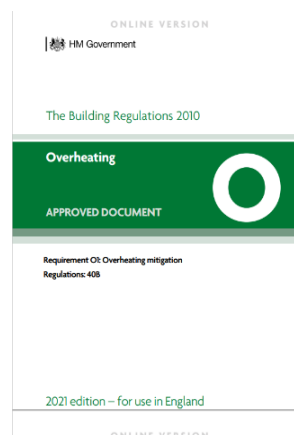 ONLINE VERSION
HM Government
The Building Regulations 2010
Overheating
O
APPROVED DOCUMENT
Requirement O1: Overheating mitigation
Regulations: 40B
2021 edition – for use in England
ONLINE VERSION